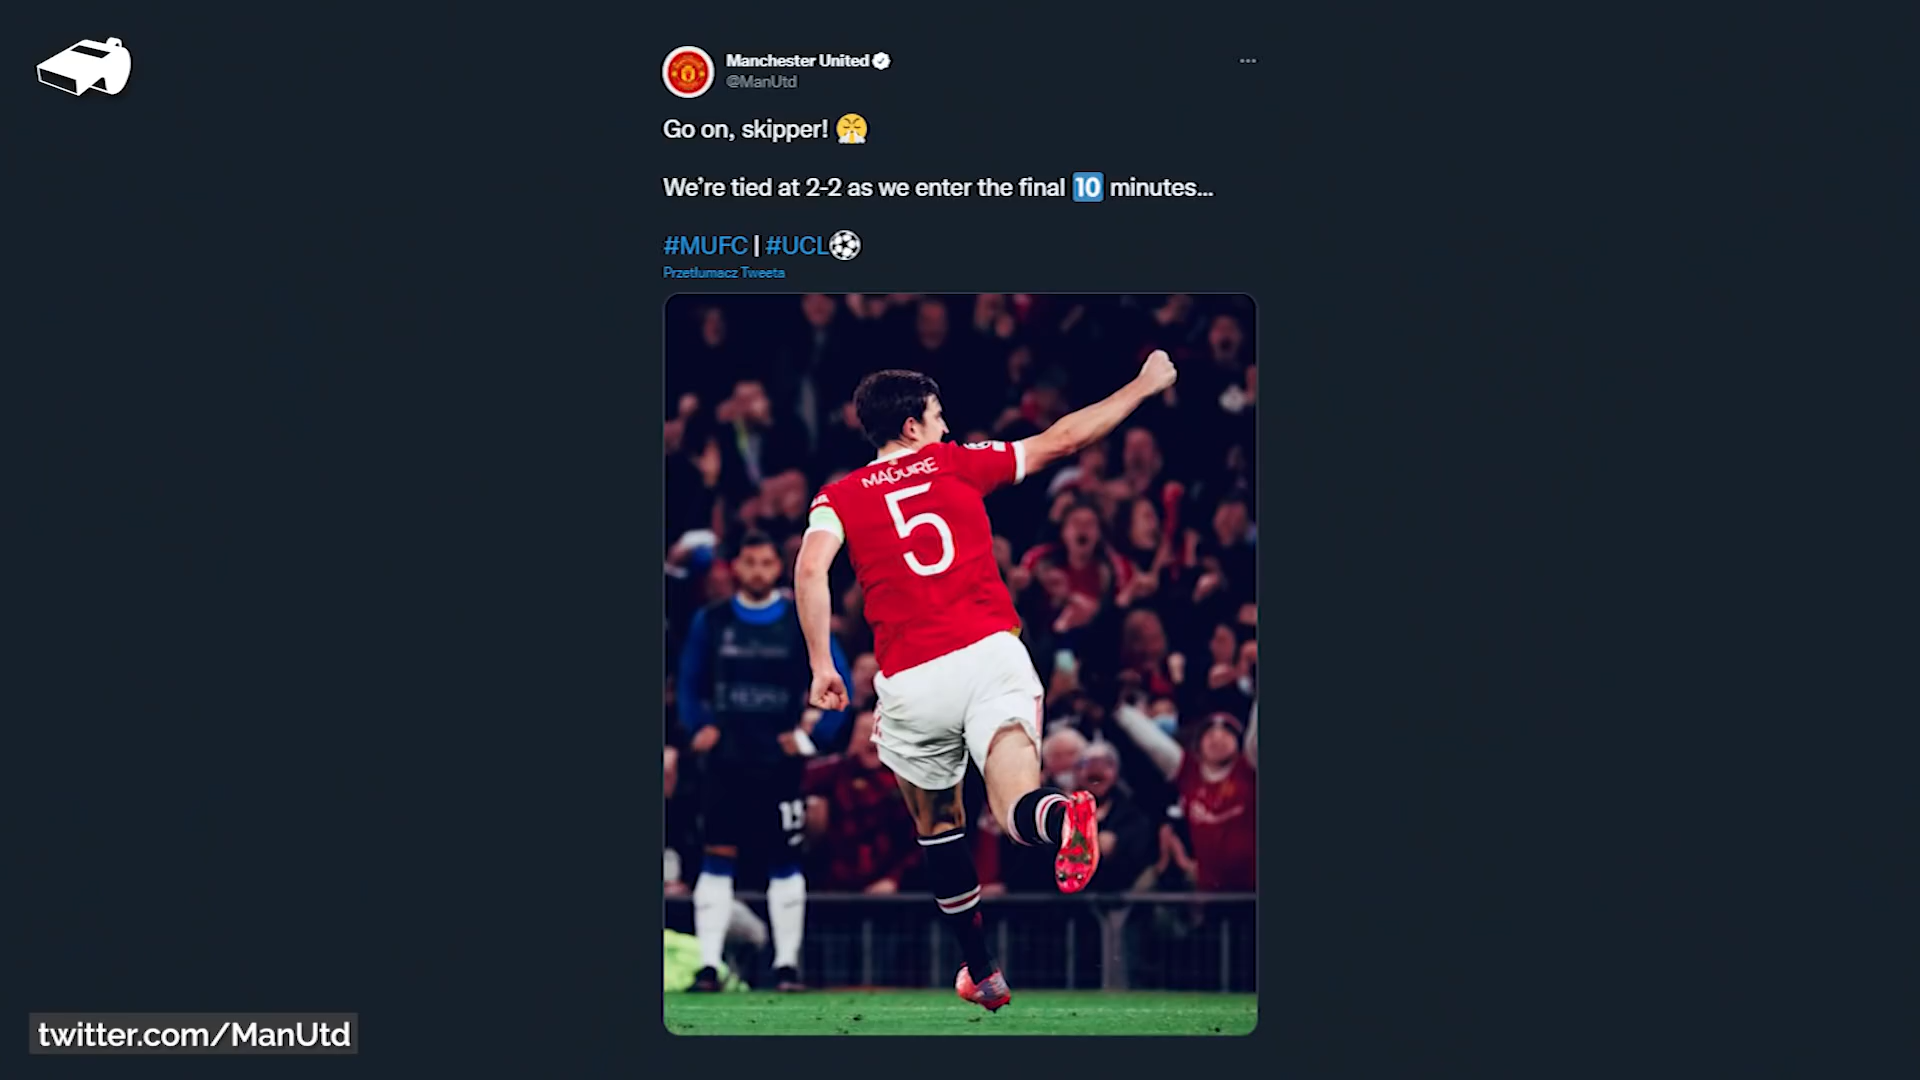 Manchester United
@ManUtd
Go on, skipper! 😤
We're tied at 2-2 as we enter the final 🔟 minutes...
#MUFC | #UCL⚽
Przetłumacz Tweeta
MAGUIRE
5
15
twitter.com/ManUtd